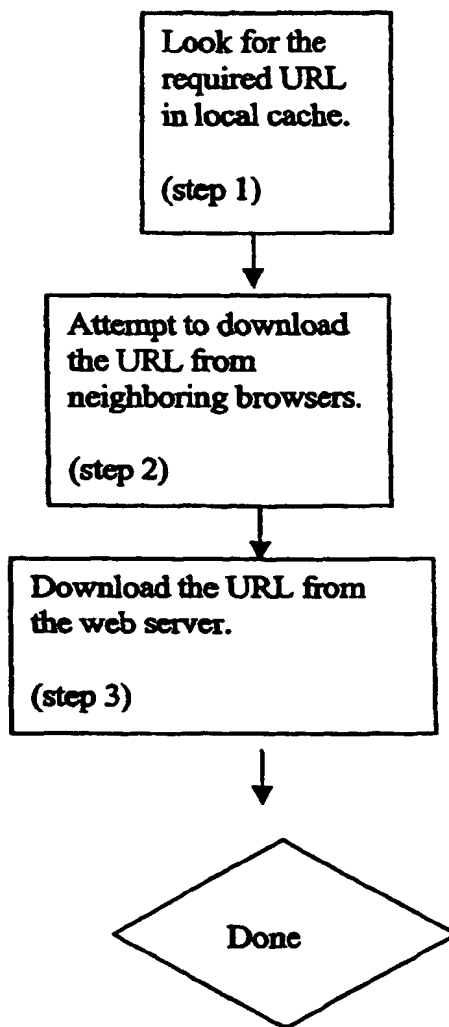 Look for the
required URL
in local cache.
(step 1)
Attempt to download
the URL from
neighboring browsers.
(step 2)
Download the URL from
the web server.
(step 3)
Done